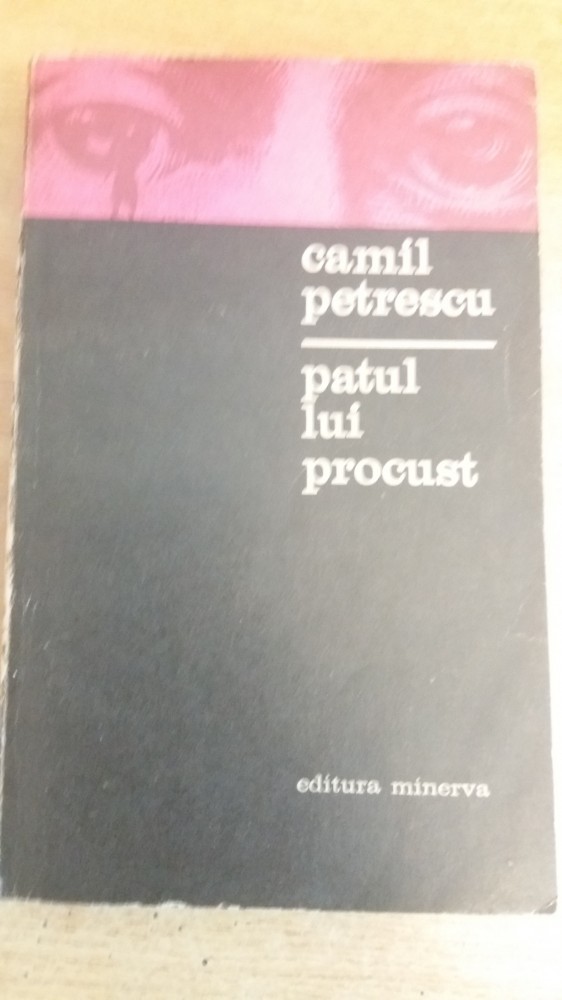 camil
petrescu
patul
lui
procust
editura minerva